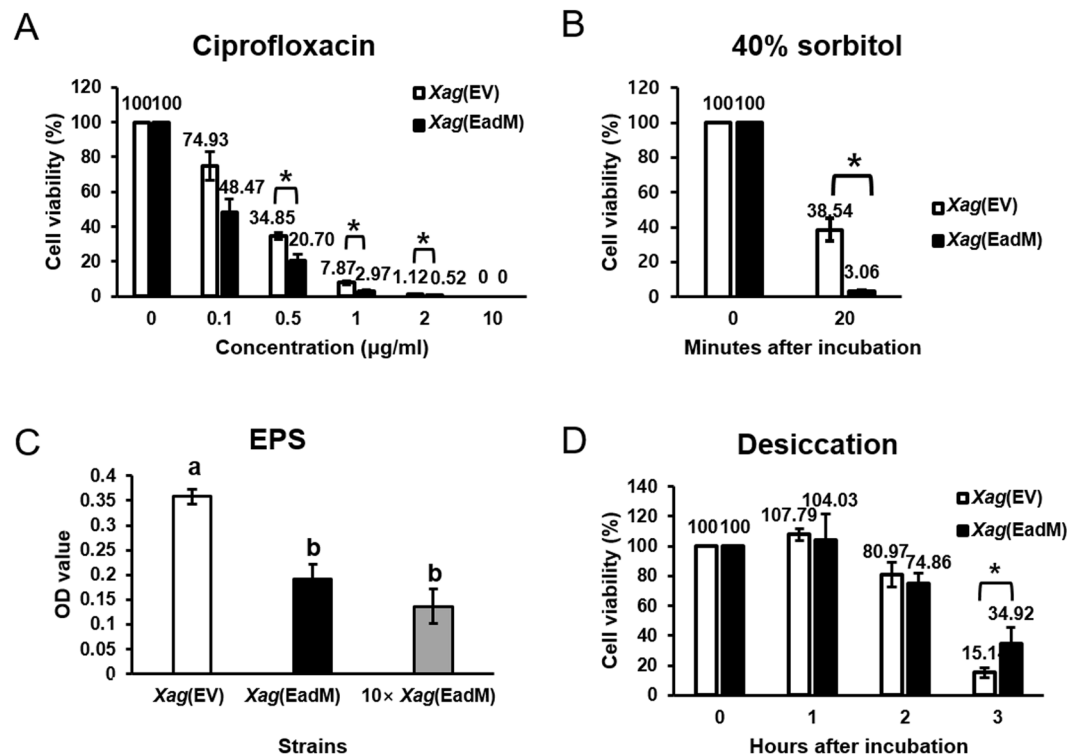 A
Ciprofloxacin
Cell viability (%)
120
100
80
60
40
20
0
100 100
74.93
48.47
34.85
20.70
7.87
2.97
1.12
0.52
0 0
*
*
*
Xag(EV)
Xag(EadM)
0 0.1 0.5 1 2 10
Concentration (μg/ml)
B
40% sorbitol
Cell viability (%)
120
100
80
60
40
20
0
100 100
38.54
3.06
*
Xag(EV)
Xag(EadM)
0 20
Minutes after incubation
C
EPS
OD value
0.4
0.35
0.3
0.25
0.2
0.15
0.1
0.05
0
a
b
b
Xag(EV) Xag(EadM) 10× Xag(EadM)
Strains
D
Desiccation
Cell viability (%)
140
120
100
80
60
40
20
0
100 100
107.79
104.03
80.97
74.86
34.92
*
Xag(EV)
Xag(EadM)
0 1 2 3
Hours after incubation